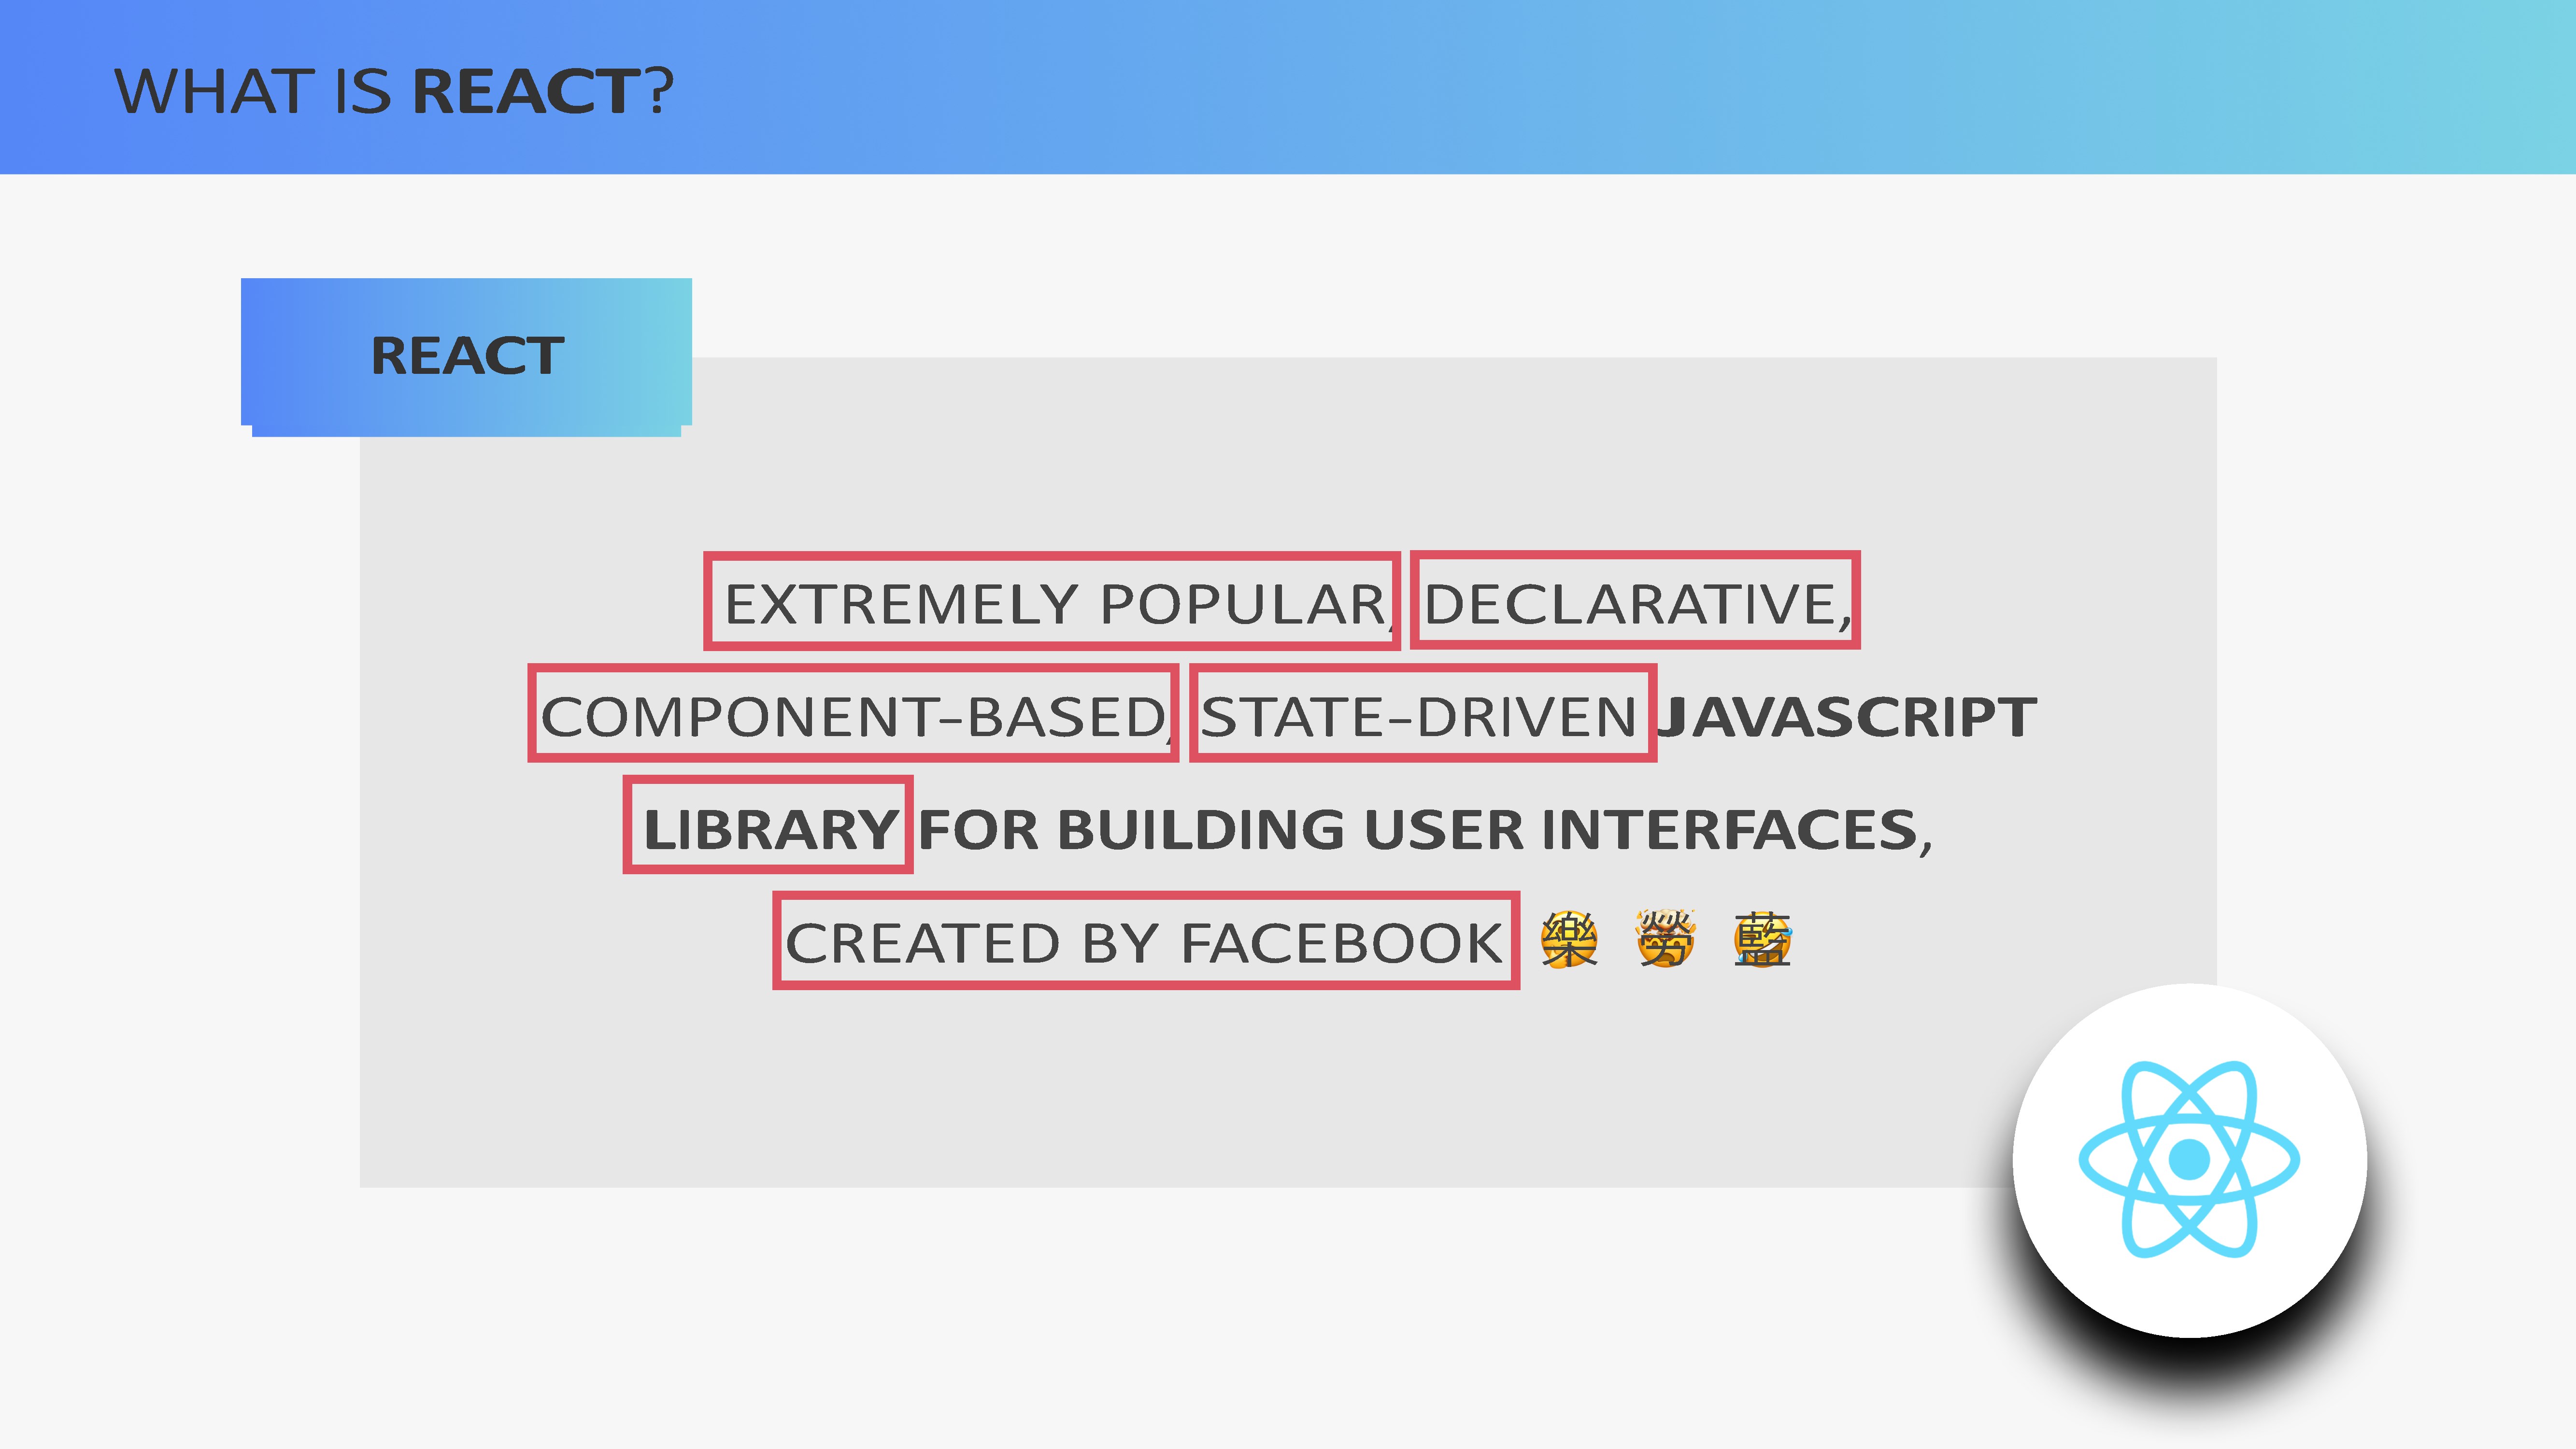 WHAT IS REACT?
REACT
EXTREMELY POPULAR, DECLARATIVE,
COMPONENT-BASED, STATE-DRIVEN JAVASCRIPT
LIBRARY FOR BUILDING USER INTERFACES,
CREATED BY FACEBOOK 樂 勞 藍